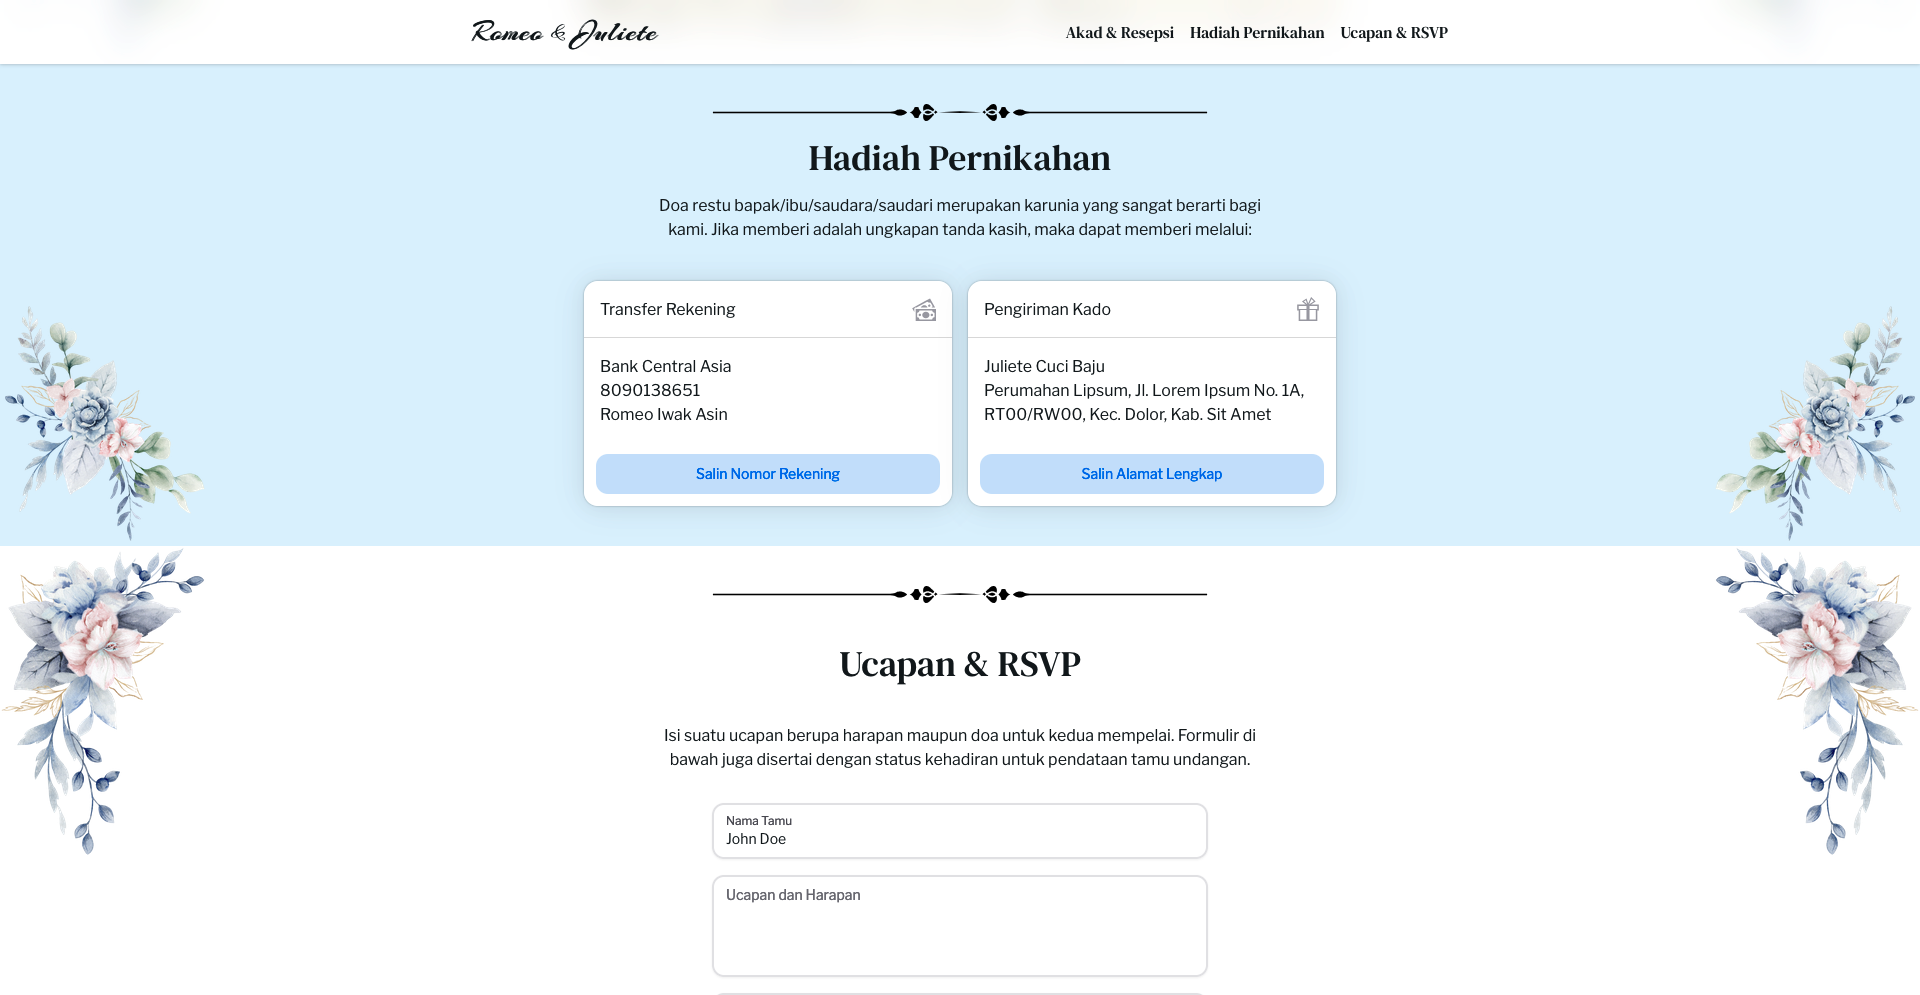 Romeo & Juliete
Akad & Resepsi Hadiah Pernikahan Ucapan & RSVP
Hadiah Pernikahan
Doa restu bapak/ibu/saudara/saudari merupakan karunia yang sangat berarti bagi
kami. Jika memberi adalah ungkapan tanda kasih, maka dapat memberi melalui:
Transfer Rekening
Bank Central Asia
8090138651
Romeo Iwak Asin
Salin Nomor Rekening
Pengiriman Kado
Juliete Cuci Baju
Perumahan Lipsum, Jl. Lorem Ipsum No. 1A,
RT00/RW00, Kec. Dolor, Kab. Sit Amet
Salin Alamat Lengkap
Ucapan & RSVP
Isi suatu ucapan berupa harapan maupun doa untuk kedua mempelai. Formulir di
bawah juga disertai dengan status kehadiran untuk pendataan tamu undangan.
Nama Tamu
John Doe
Ucapan dan Harapan